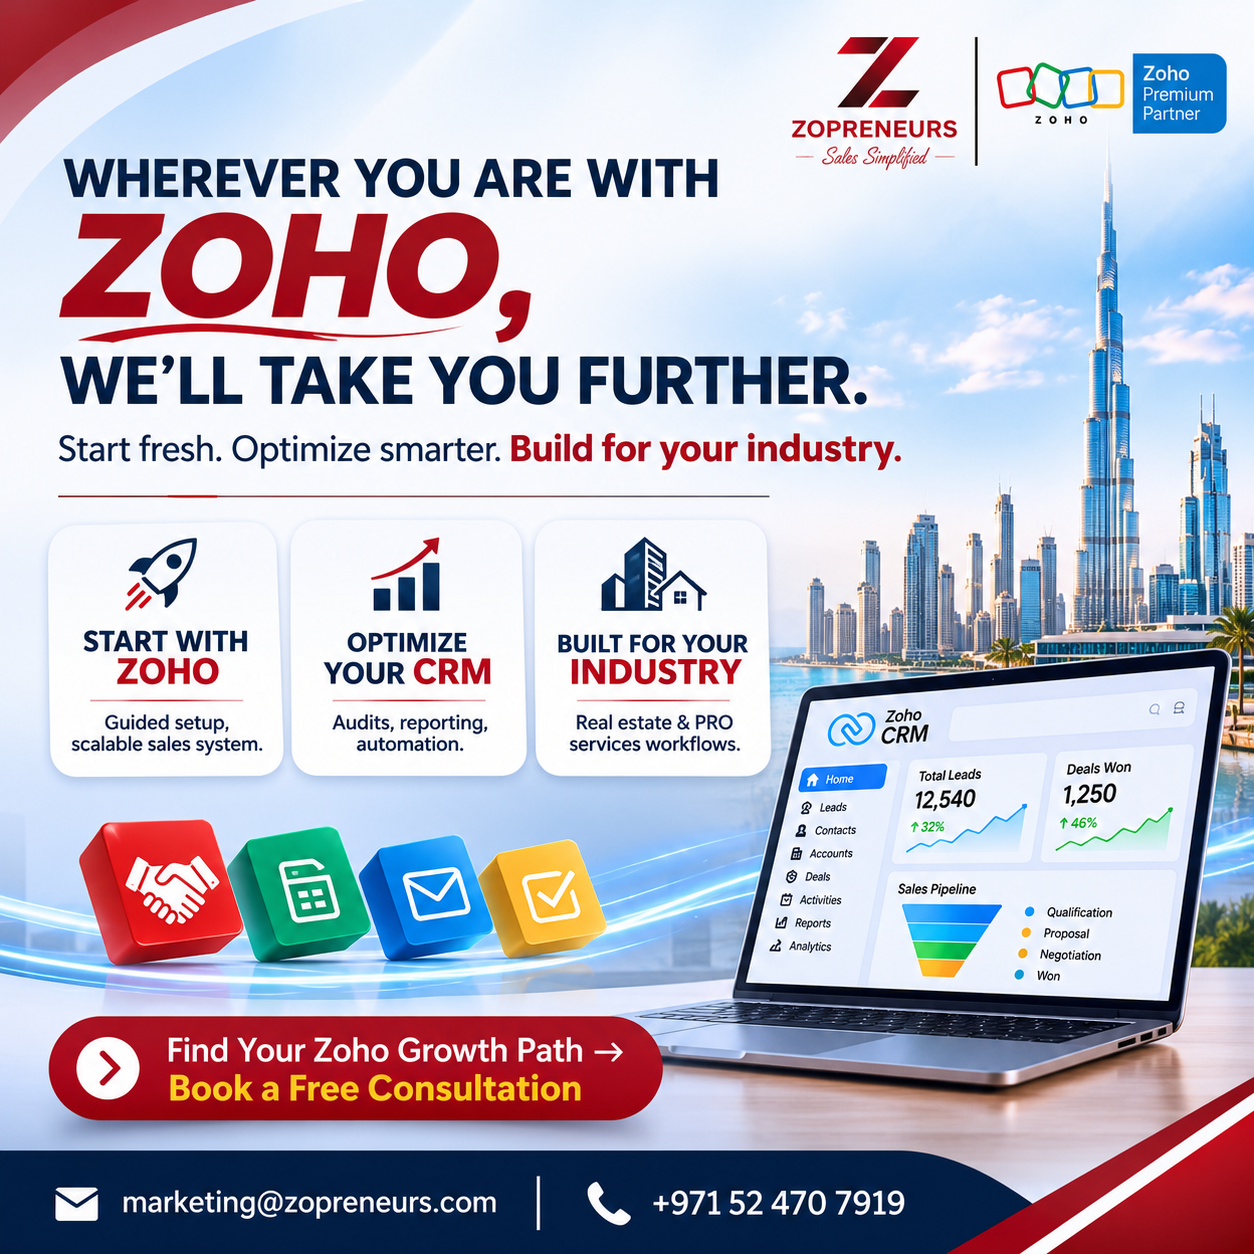 ZOPRENEURS
Sales Simplified
ZOHO
Zoho
Premium
Partner
WHEREVER YOU ARE WITH
ZOHO,
WE'LL TAKE YOU FURTHER.
Start fresh. Optimize smarter. Build for your industry.
START WITH
ZOHO
Guided setup,
scalable sales system.
OPTIMIZE
YOUR CRM
Audits, reporting,
automation.
BUILT FOR YOUR
INDUSTRY
Real estate & PRO
services workflows.
Zoho
CRM
Home
Leads
Contacts
Accounts
Deals
Activities
Reports
Analytics
Total Leads
12,540
↑ 32%
Deals Won
1,250
↑ 46%
Sales Pipeline
Qualification
Proposal
Negotiation
Won
Find Your Zoho Growth Path →
Book a Free Consultation
marketing@zopreneurs.com
+971 52 470 7919